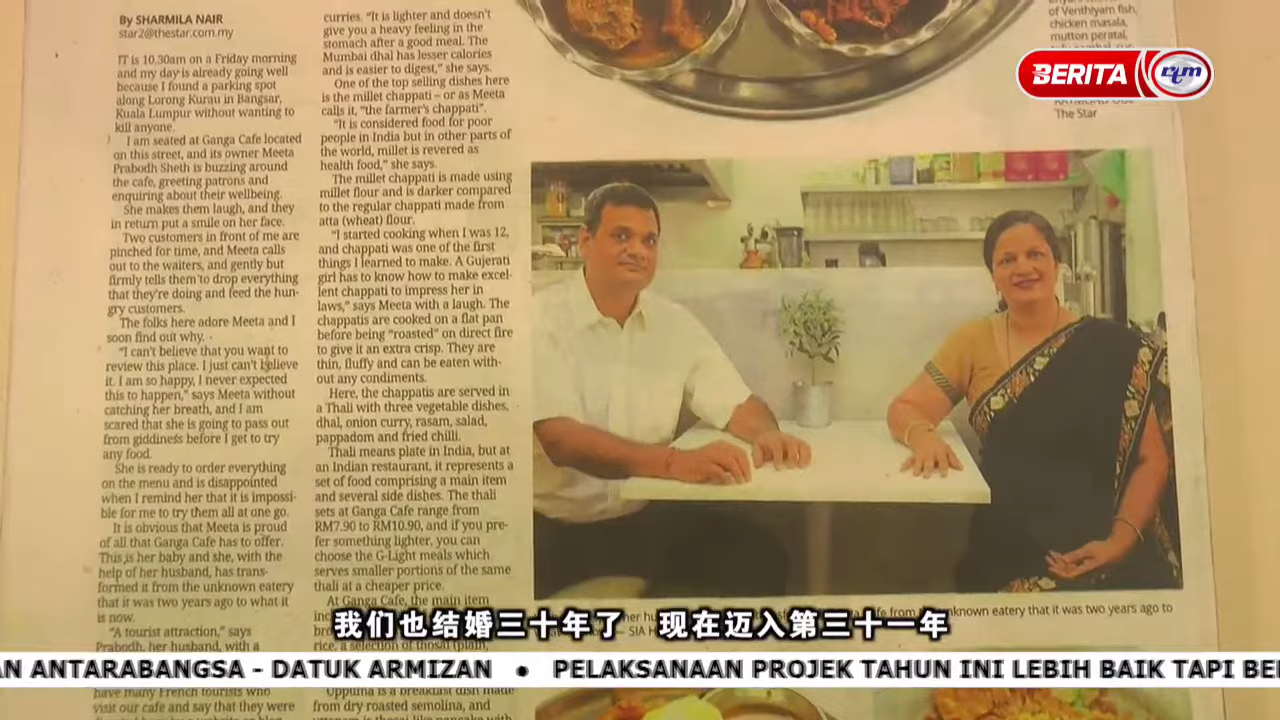 By SHARMILA NAIR
star2@thestar.com.my
IT is 10.30am on a Friday morning
and my day is already going well
because I found a parking spot
along Lorong Kurau in Bangsar,
Kuala Lumpur without wanting to
kill anyone.
I am seated at Ganga Cafe located
on this street, and its owner Meeta
Prabodh Sheth is buzzing around
the cafe, greeting patrons and
enquiring about their wellbeing.
She makes them laugh, and they
in return put a smile on her face.
Two customers in front of me are
pinched for time, and Meeta calls
out to the waiters, and gently but
firmly tells them to drop everything
that they're doing and feed the hun-
gry customers.
The folks here adore Meeta and I
soon find out why.
"I can't believe that you want to
review this place. I just can't believe
it. I am so happy, I never expected
this to happen," says Meeta without
catching her breath, and I am
scared that she is going to pass out
from giddiness before I get to try
any food.
She is ready to order everything
on the menu and is disappointed
when I remind her that it is impossi-
ble for me to try them all at one go.
It is obvious that Meeta is proud
of all that Ganga Cafe has to offer.
This is her baby and she, with the
help of her husband, has trans-
formed it from the unknown eatery
that it was two years ago to what it
is now.
"A tourist attraction," says
Prabodh, her husband, with a
have many French tourists who
visit our cafe and say that they were
curries. "It is lighter and doesn't
give you a heavy feeling in the
stomach after a good meal. The
Mumbai dhal has lesser calories
and is easier to digest," she says.
One of the top selling dishes here
is the millet chappati – or as Meeta
calls it, "the farmer's chappati".
"It is considered food for poor
people in India but in other parts of
the world, millet is revered as
health food," she says.
The millet chappati is made using
millet flour and is darker compared
to the regular chappati made from
atta (wheat) flour.
"I started cooking when I was 12,
and chappati was one of the first
things I learned to make. A Gujerati
girl has to know how to make excel-
lent chappati to impress her in
laws," says Meeta with a laugh. The
chappatis are cooked on a flat pan
before being "roasted" on direct fire
to give it an extra crisp. They are
thin, fluffy and can be eaten with-
out any condiments.
Here, the chappatis are served in
a Thali with three vegetable dishes,
dhal, onion curry, rasam, salad,
pappadom and fried chilli.
Thali means plate in India, but at
an Indian restaurant, it represents a
set of food comprising a main item
and several side dishes. The thali
sets at Ganga Cafe range from
RM7.90 to RM10.90, and if you pre-
fer something lighter, you can
choose the G-Light meals which
serves smaller portions of the same
thali at a cheaper price.
At Ganga Cafe, the main item
rice, a selection of thosai (plain,
Uppuma is a breakfast dish made
from dry roasted semolina, and
of Venthiyam fish,
chicken masala,
mutton peratal,
The Star
BERITA rtm
from unknown eatery that it was two years ago to
我们也结婚三十年了 现在迈入第三十一年
AN ANTARABANGSA - DATUK ARMIZAN ● PELAKSANAAN PROJEK TAHUN INI LEBIH BAIK TAPI BE